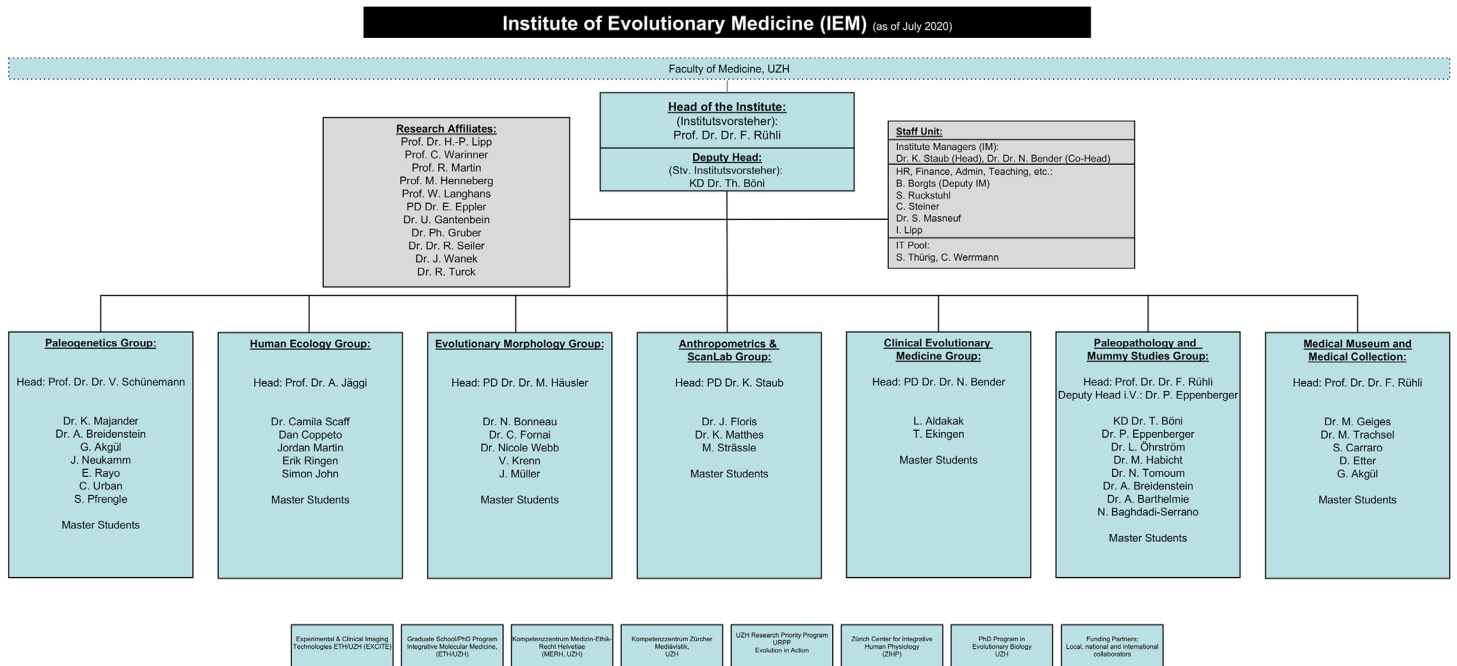 Institute of Evolutionary Medicine (IEM) (as of July 2020)
Faculty of Medicine, UZH
Head of the Institute:
(Institutsvorsteher):
Prof. Dr. Dr. F. Rühli
Deputy Head:
(Stv. Institutsvorsteher):
KD Dr. Th. Böni
Research Affiliates:
Prof. Dr. H.-P. Lipp
Prof. C. Warinner
Prof. R. Martin
Prof. M. Henneberg
Prof. W. Langhans
PD Dr. E. Eppler
Dr. U. Gantenbein
Dr. Ph. Gruber
Dr. Dr. R. Seiler
Dr. J. Wanek
Dr. R. Turck
Staff Unit:
Institute Managers (IM):
Dr. K. Staub (Head), Dr. Dr. N. Bender (Co-Head)
HR, Finance, Admin, Teaching, etc.:
B. Borgts (Deputy IM)
S. Ruckstuhl
C. Steiner
Dr. S. Masneuf
I. Lipp
IT Pool:
S. Thürig, C. Werrmann
Paleogenetics Group:
Head: Prof. Dr. Dr. V. Schünemann
Dr. K. Majander
Dr. A. Breidenstein
G. Akgül
J. Neukamm
E. Rayo
C. Urban
S. Pfrengle
Master Students
Human Ecology Group:
Head: Prof. Dr. A. Jäggi
Dr. Camila Scaff
Dan Coppeto
Jordan Martin
Erik Ringen
Simon John
Master Students
Evolutionary Morphology Group:
Head: PD Dr. Dr. M. Häusler
Dr. N. Bonneau
Dr. C. Fornai
Dr. Nicole Webb
V. Krenn
J. Müller
Master Students
Anthropometrics &
ScanLab Group:
Head: PD Dr. K. Staub
Dr. J. Floris
Dr. K. Matthes
M. Strässle
Master Students
Clinical Evolutionary
Medicine Group:
Head: PD Dr. Dr. N. Bender
L. Aldakak
T. Ekingen
Master Students
Paleopathology and
Mummy Studies Group:
Head: Prof. Dr. Dr. F. Rühli
Deputy Head i.V.: Dr. P. Eppenberger
KD Dr. T. Böni
Dr. P. Eppenberger
Dr. L. Öhrström
Dr. M. Habicht
Dr. N. Tomoum
Dr. A. Breidenstein
Dr. A. Barthelmie
N. Baghdadi-Serrano
Master Students
Medical Museum and
Medical Collection:
Head: Prof. Dr. Dr. F. Rühli
Dr. M. Geiges
Dr. M. Trachsel
S. Carraro
D. Etter
G. Akgül
Master Students
Experimental & Clinical Imaging
Technologies ETH/UZH (EXCITE)
Graduate School/PhD Program
Integrative Molecular Medicine,
(ETH/UZH)
Kompetenzzentrum Medizin-Ethik-
Recht Helvetiae
(MERH, UZH)
Kompetenzzentrum Zürcher
Mediävistik,
UZH
UZH Research Priority Program
URPP
Evolution in Action
Zürich Center for Integrative
Human Physiology
(ZIHP)
PhD Program in
Evolutionary Biology
UZH
Funding Partners;
Local, national and international
collaborators